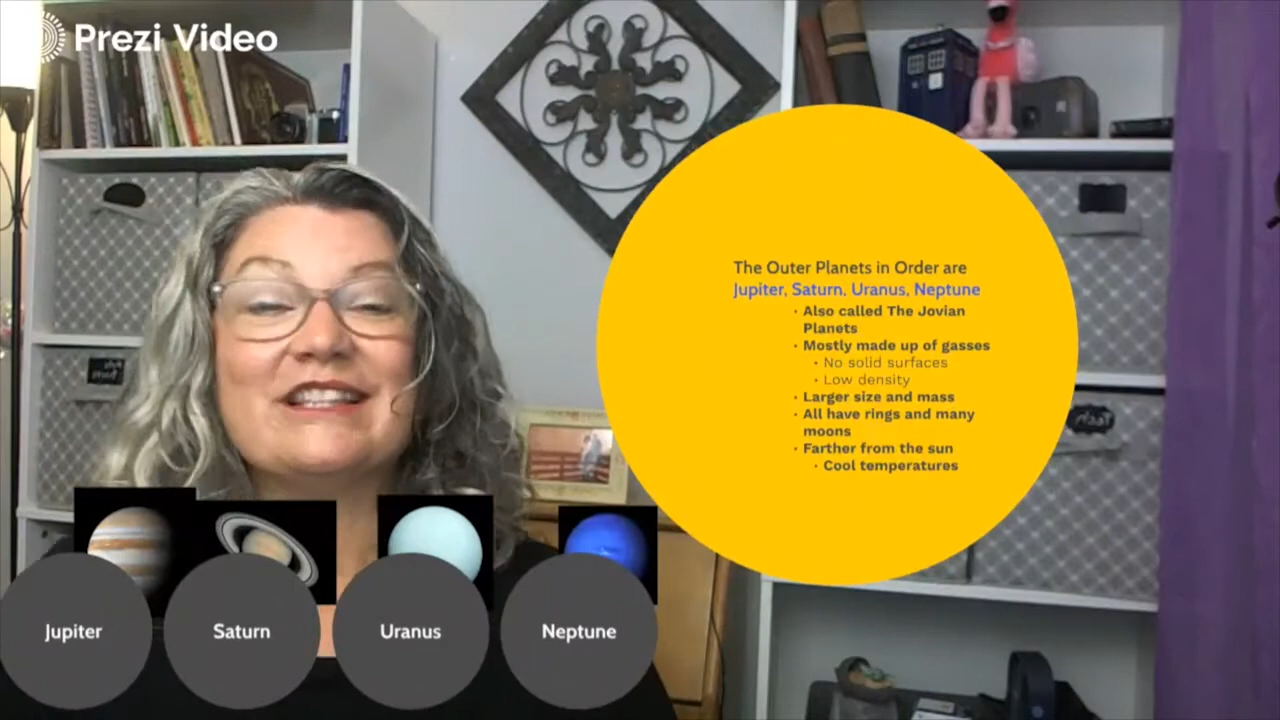 Prezi Video
The Outer Planets in Order are
Jupiter, Saturn, Uranus, Neptune
• Also called The Jovian
Planets
• Mostly made up of gasses
• No solid surfaces
• Low density
• Larger size and mass
• All have rings and many
moons
• Farther from the sun
• Cool temperatures
Jupiter
Saturn
Uranus
Neptune